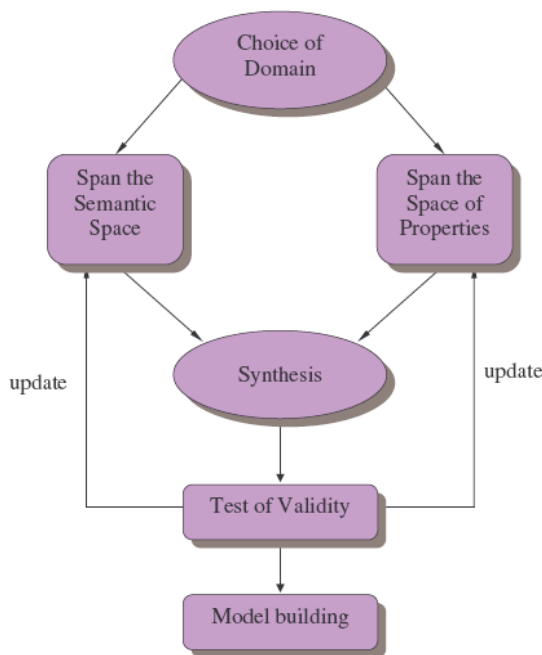 Choice of
Domain
Span the
Semantic
Space
Span the
Space of
Properties
Synthesis
update
update
Test of Validity
Model building